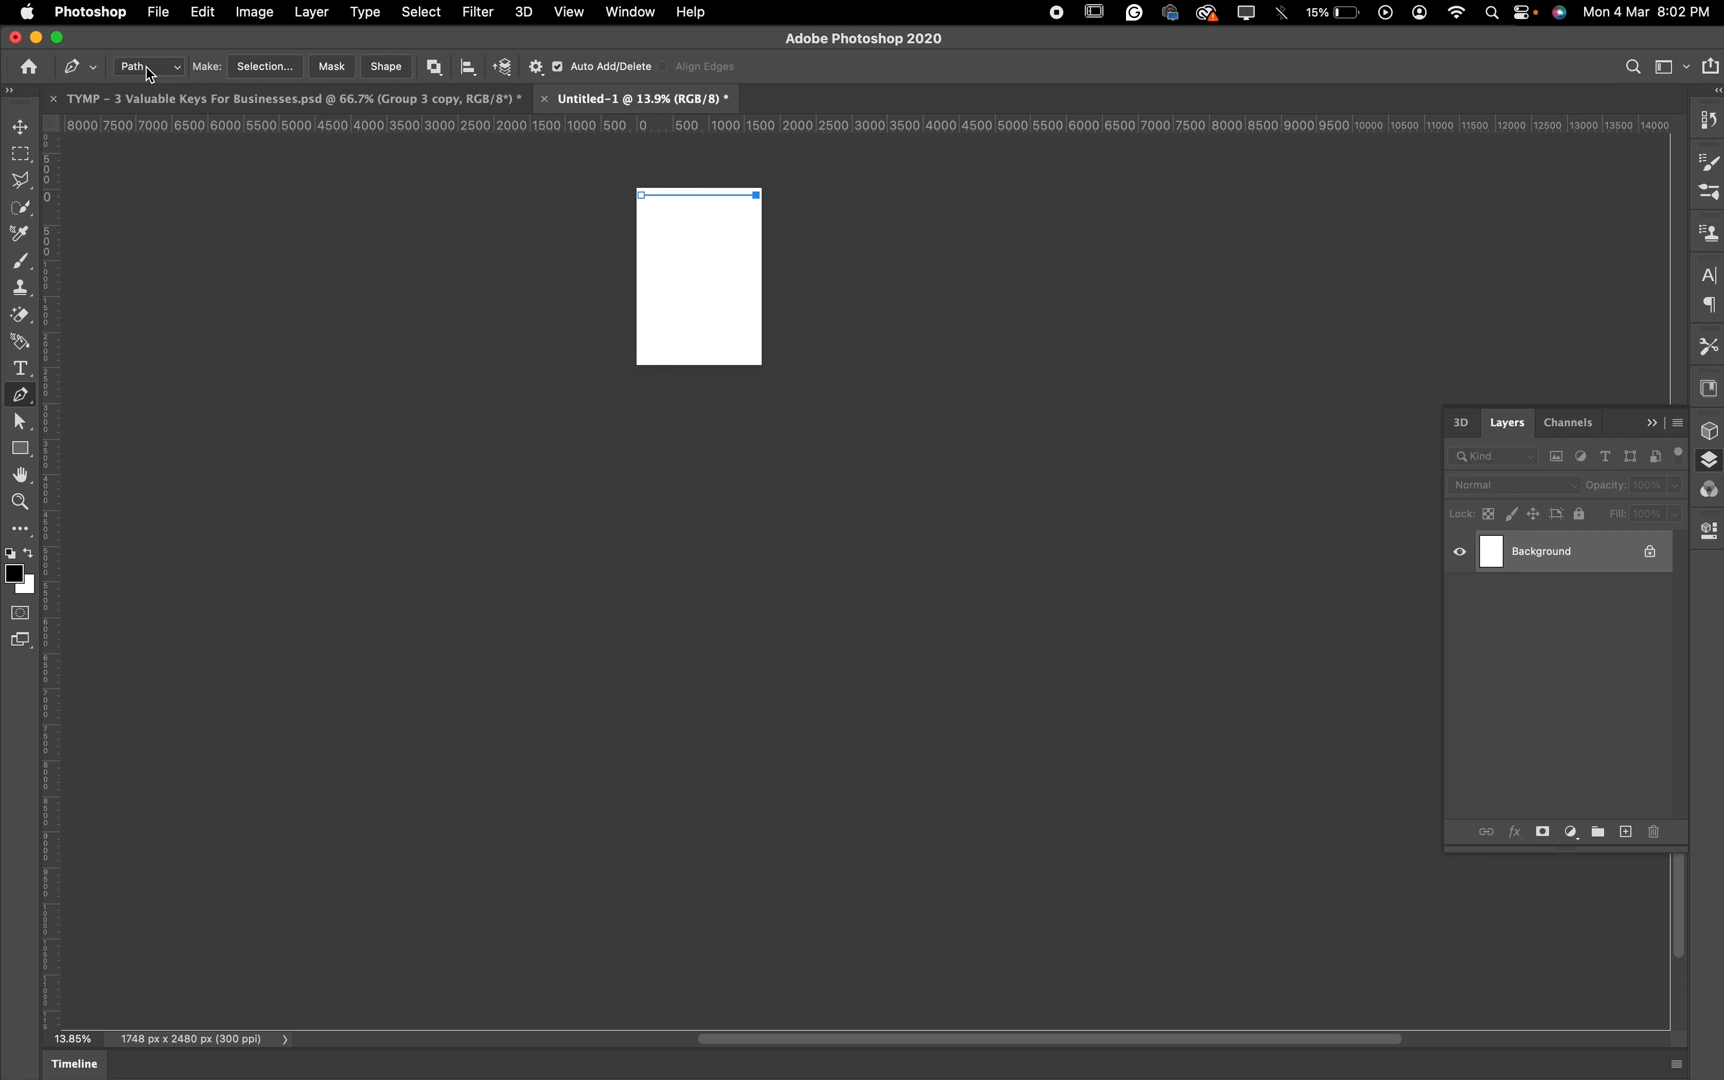 Photoshop File Edit Image Layer Type Select Filter 3D View Window Help 15% Mon 4 Mar 8:02 PM
Adobe Photoshop 2020
Path Make: Selection... Mask Shape Auto Add/Delete Align Edges
TYMP - 3 Valuable Keys For Businesses.psd @ 66.7% (Group 3 copy, RGB/8*) * Untitled-1 @ 13.9% (RGB/8) *
8000 7500 7000 6500 6000 5500 5000 4500 4000 3500 3000 2500 2000 1500 1000 500 0 500 1000 1500 2000 2500 3000 3500 4000 4500 5000 5500 6000 6500 7000 7500 8000 8500 9000 9500 10000 10500 11000 11500 12000 12500 13000 13500 14000
3D Layers Channels
Kind
Normal Opacity: 100%
Lock: Fill: 100%
Background
13.85% 1748 px x 2480 px (300 ppi)
Timeline